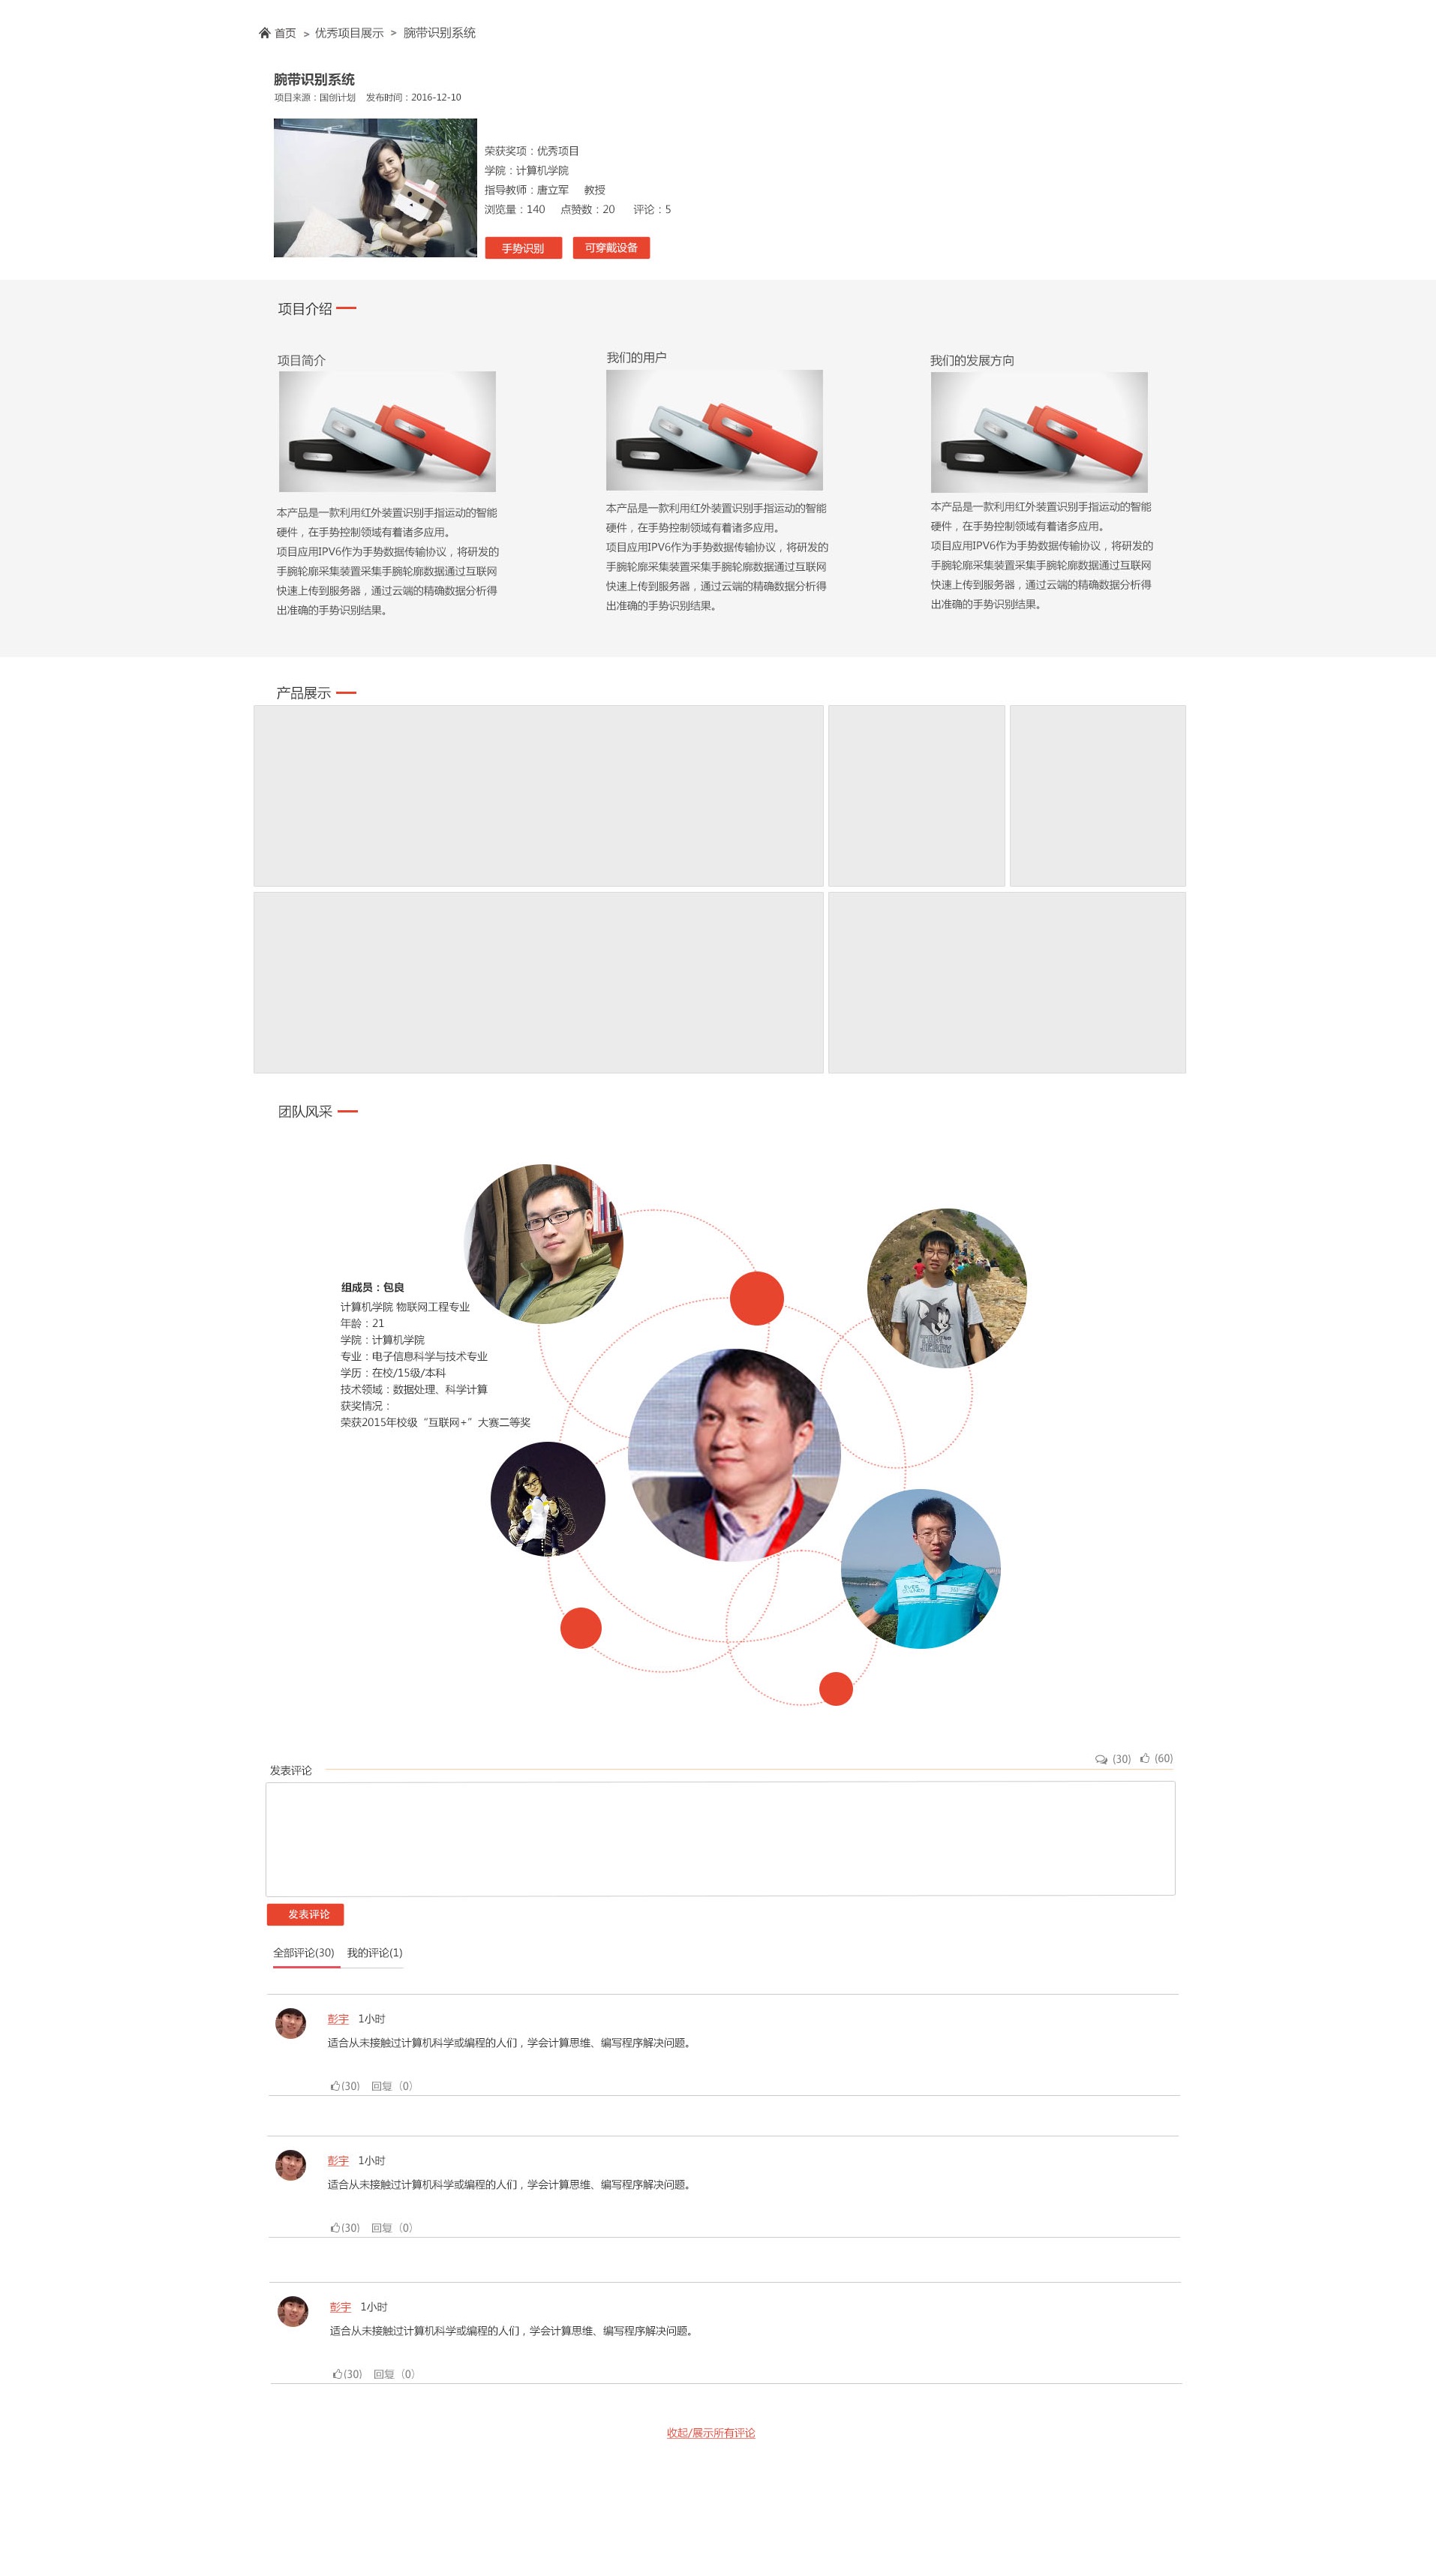 首页 > 优秀项目展示 > 腕带识别系统
腕带识别系统
项目来源：国创计划 发布时间：2016-12-10
荣获奖项：优秀项目
学院：计算机学院
指导教师：唐立军 教授
浏览量：140 点赞数：20 评论：5
手势识别 可穿戴设备
项目介绍
项目简介
本产品是一款利用红外装置识别手指运动的智能
硬件，在手势控制领域有着诸多应用。
项目应用IPV6作为手势数据传输协议，将研发的
手腕轮廓采集装置采集手腕轮廓数据通过互联网
快速上传到服务器，通过云端的精确数据分析得
出准确的手势识别结果。
我们的用户
本产品是一款利用红外装置识别手指运动的智能
硬件，在手势控制领域有着诸多应用。
项目应用IPV6作为手势数据传输协议，将研发的
手腕轮廓采集装置采集手腕轮廓数据通过互联网
快速上传到服务器，通过云端的精确数据分析得
出准确的手势识别结果。
我们的发展方向
本产品是一款利用红外装置识别手指运动的智能
硬件，在手势控制领域有着诸多应用。
项目应用IPV6作为手势数据传输协议，将研发的
手腕轮廓采集装置采集手腕轮廓数据通过互联网
快速上传到服务器，通过云端的精确数据分析得
出准确的手势识别结果。
产品展示
团队风采
组成员：包良
计算机学院 物联网工程专业
年龄：21
学院：计算机学院
专业：电子信息科学与技术专业
学历：在校/15级/本科
技术领域：数据处理、科学计算
获奖情况：
荣获2015年校级“互联网+”大赛二等奖
TOM
JERRY
(30) (60)
发表评论
发表评论
全部评论(30) 我的评论(1)
彭宇 1小时
适合从未接触过计算机科学或编程的人们，学会计算思维、编写程序解决问题。
(30) 回复（0）
彭宇 1小时
适合从未接触过计算机科学或编程的人们，学会计算思维、编写程序解决问题。
(30) 回复（0）
彭宇 1小时
适合从未接触过计算机科学或编程的人们，学会计算思维、编写程序解决问题。
(30) 回复（0）
收起/展示所有评论